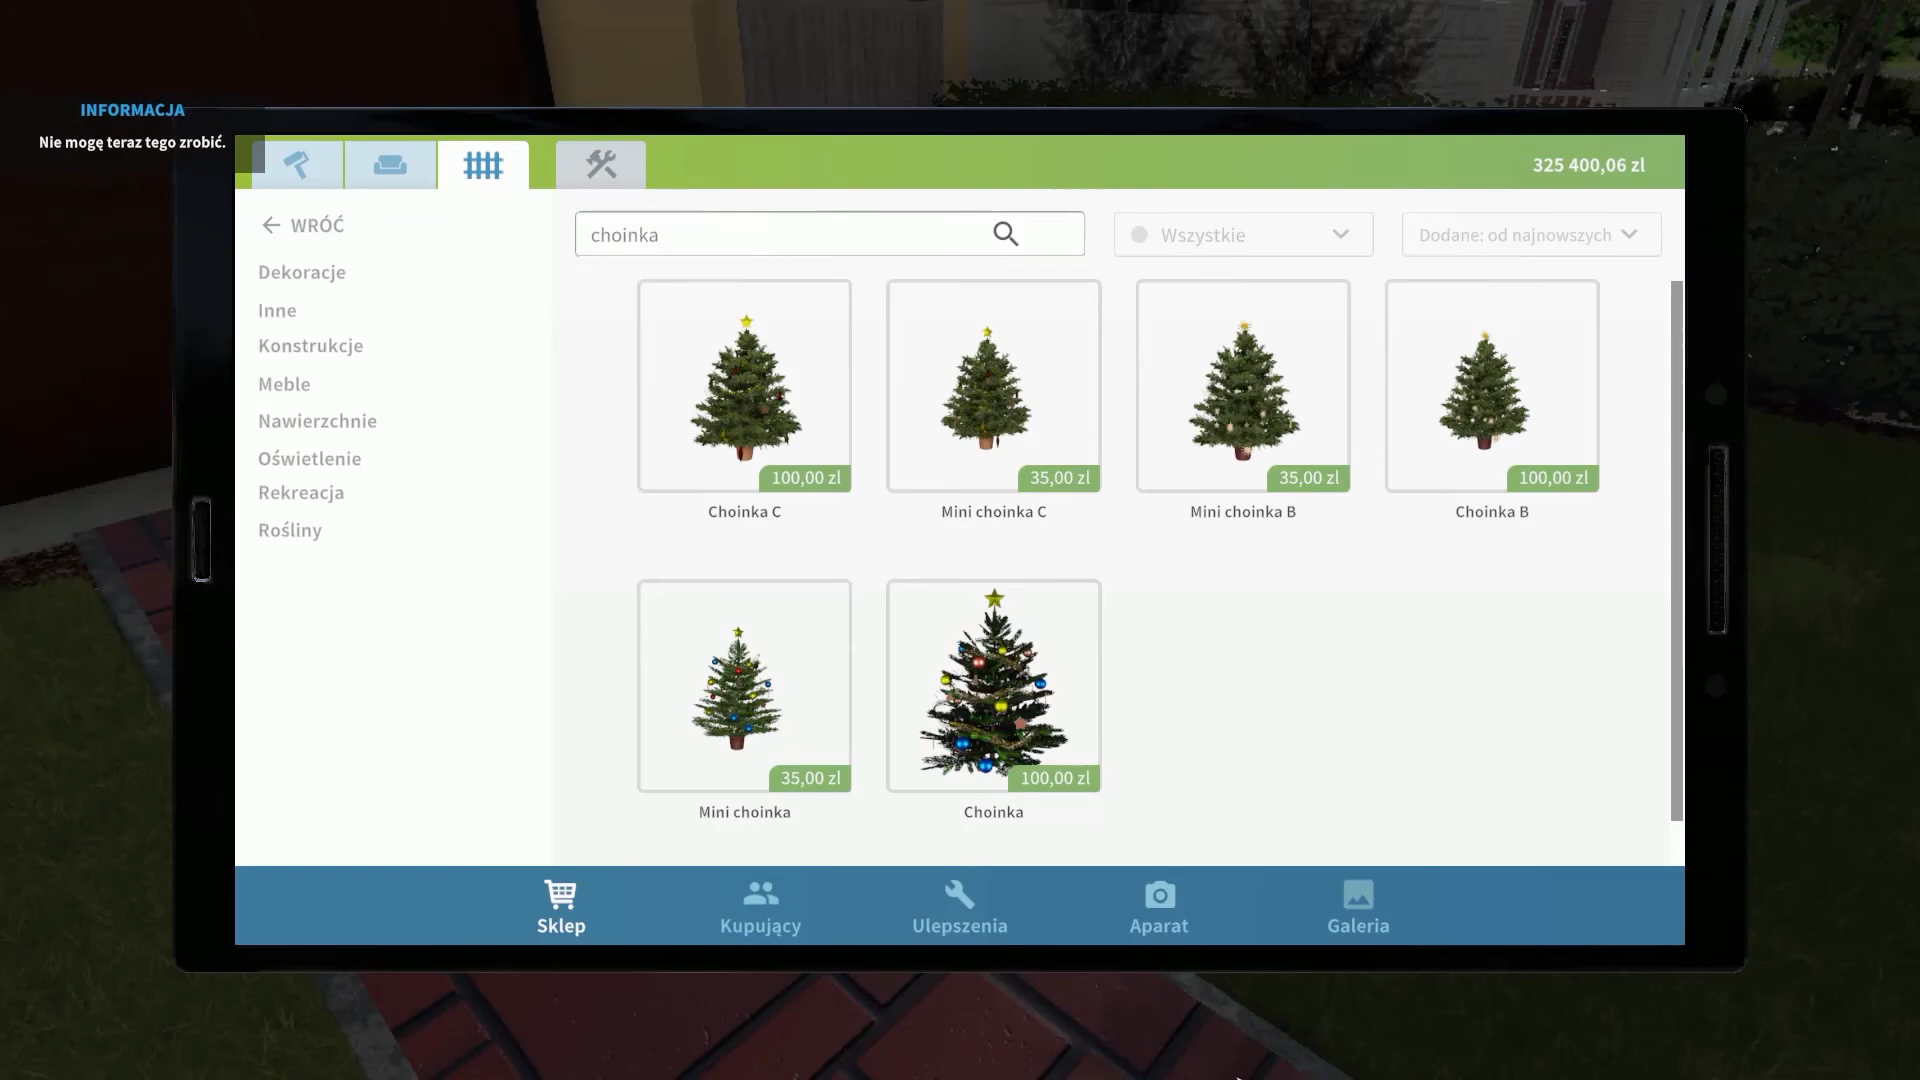 INFORMACJA
Nie mogę teraz tego zrobić.
325 400,06 zl
WRÓĆ
Dekoracje
Inne
Konstrukcje
Meble
Nawierzchnie
Oświetlenie
Rekreacja
Rośliny
choinka
Wszystkie
Dodane: od najnowszych
100,00 zl
35,00 zl
35,00 zl
100,00 zl
Choinka C
Mini choinka C
Mini choinka B
Choinka B
35,00 zl
100,00 zl
Mini choinka
Choinka
Sklep
Kupujący
Ulepszenia
Aparat
Galeria